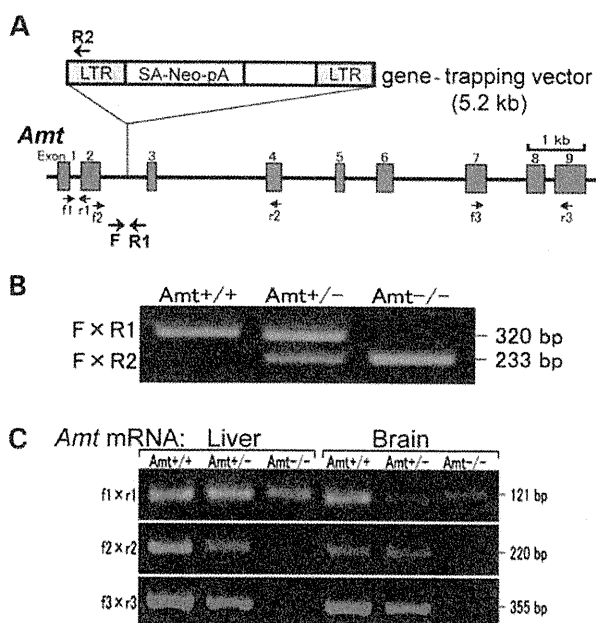 A
R2
LTR SA-Neo-pA LTR gene-trapping vector
(5.2 kb)
Amt
1 kb
Exon 1 2 3 4 5 6 7 8 9
f1 r1 f2 r2 f3 r3
F R1
B
Amt+/+ Amt+/- Amt-/-
F×R1 320 bp
F×R2 233 bp
C
Amt mRNA: Liver Brain
Amt+/+ Amt+/- Amt-/- Amt+/+ Amt+/- Amt-/-
f1×r1 121 bp
f2×r2 220 bp
f3×r3 355 bp